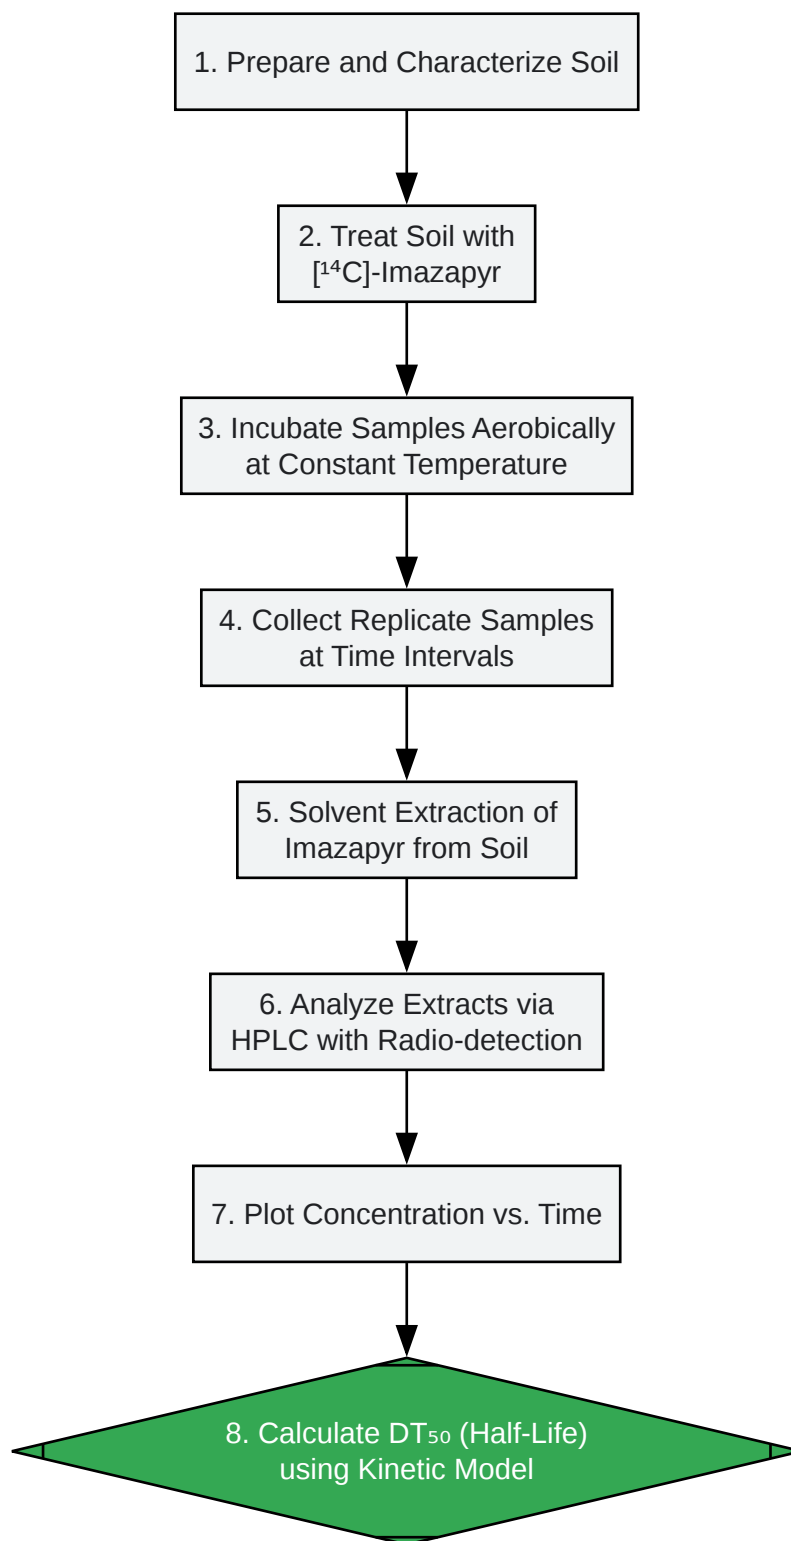 1. Prepare and Characterize Soil
2. Treat Soil with
[¹⁴C]-Imazapyr
3. Incubate Samples Aerobically
at Constant Temperature
4. Collect Replicate Samples
at Time Intervals
5. Solvent Extraction of
Imazapyr from Soil
6. Analyze Extracts via
HPLC with Radio-detection
7. Plot Concentration vs. Time
8. Calculate DT₅₀ (Half-Life)
using Kinetic Model